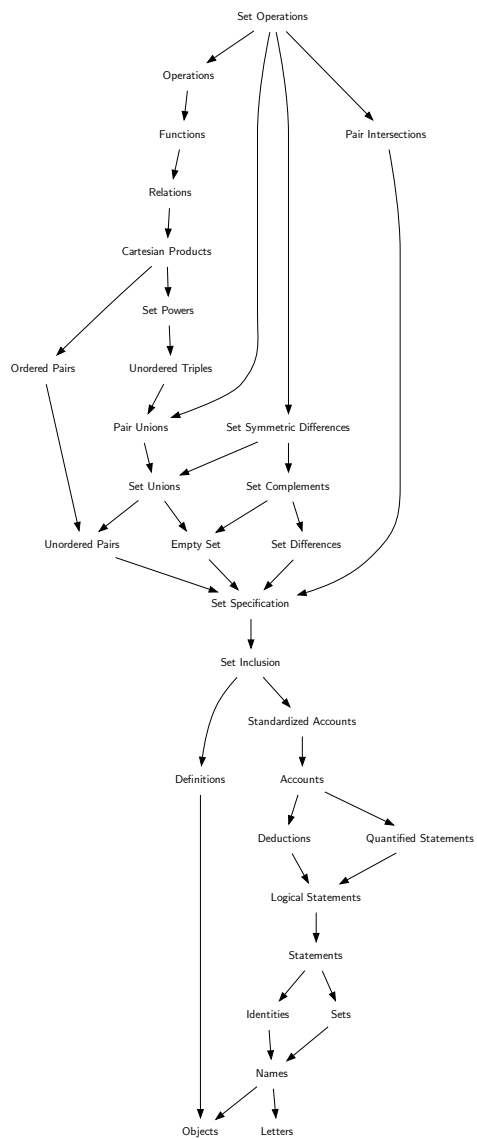 Set Operations
Operations
Functions
Pair Intersections
Relations
Cartesian Products
Set Powers
Ordered Pairs
Unordered Triples
Pair Unions
Set Symmetric Differences
Set Unions
Set Complements
Unordered Pairs
Empty Set
Set Differences
Set Specification
Set Inclusion
Standardized Accounts
Definitions
Accounts
Deductions
Quantified Statements
Logical Statements
Statements
Identities
Sets
Names
Objects
Letters